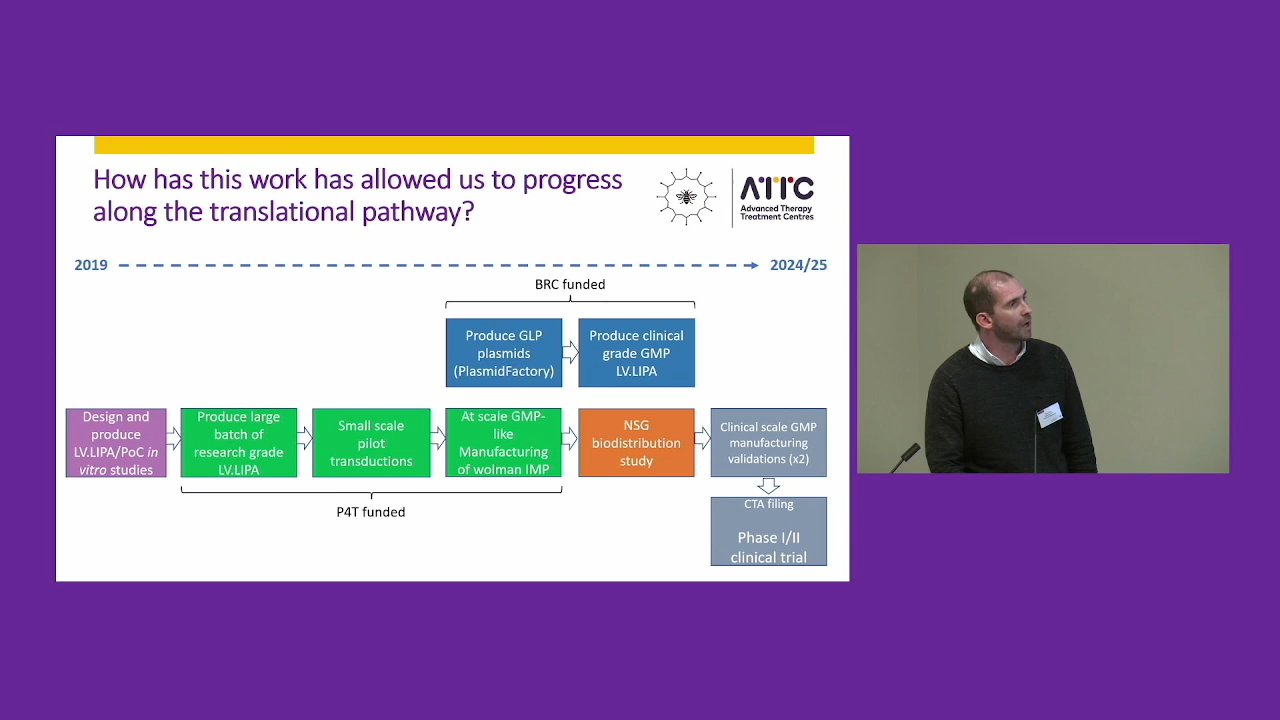 How has this work has allowed us to progress
along the translational pathway?
ATTC
Advanced Therapy
Treatment Centres
2019
2024/25
BRC funded
Produce GLP
plasmids
(PlasmidFactory)
Produce clinical
grade GMP
LV.LIPA
Design and
produce
LV.LIPA/PoC in
vitro studies
Produce large
batch of
research grade
LV.LIPA
Small scale
pilot
transductions
At scale GMP-
like
Manufacturing
of wolman IMP
NSG
biodistribution
study
Clinical scale GMP
manufacturing
validations (x2)
P4T funded
CTA filing
Phase I/II
clinical trial